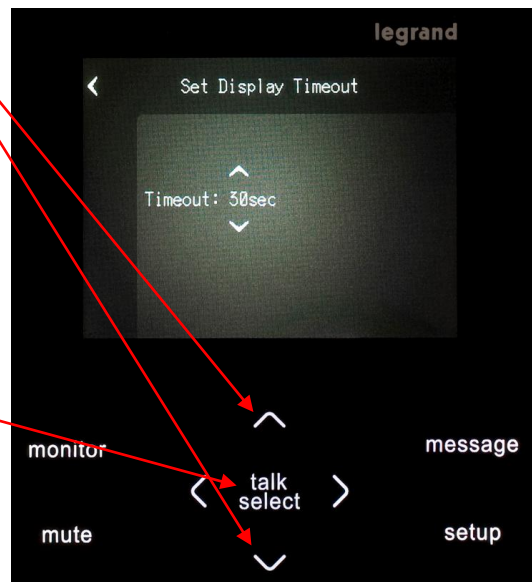 legrand
Set Display Timeout
Timeout: 30sec
monitor
talk
select
message
mute
setup